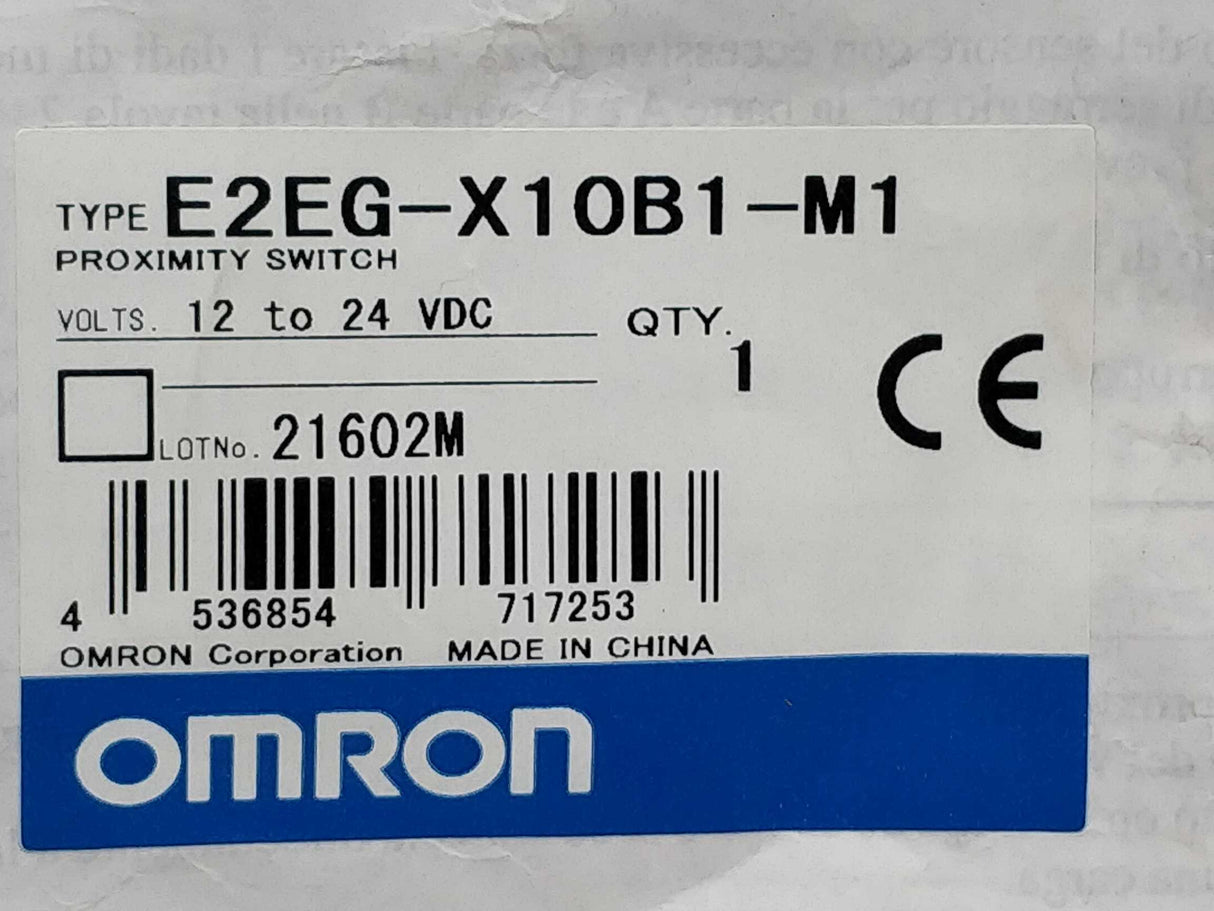 TYPE E2EG-X10B1-M1
PROXIMITY SWITCH
VOLTS. 12 to 24 VDC QTY.
1
CE
LOTNo. 21602M
4 536854 717253
OMRON Corporation MADE IN CHINA
OMRON